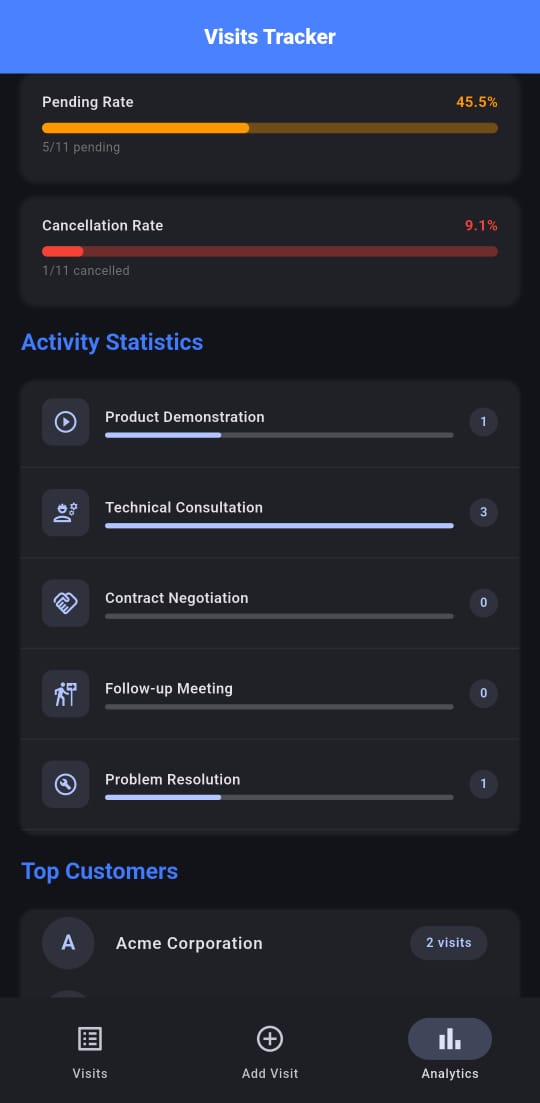 Visits Tracker
Pending Rate 45.5%
5/11 pending
Cancellation Rate 9.1%
1/11 cancelled
Activity Statistics
Product Demonstration 1
Technical Consultation 3
Contract Negotiation 0
Follow-up Meeting 0
Problem Resolution 1
Top Customers
A Acme Corporation 2 visits
Visits Add Visit Analytics